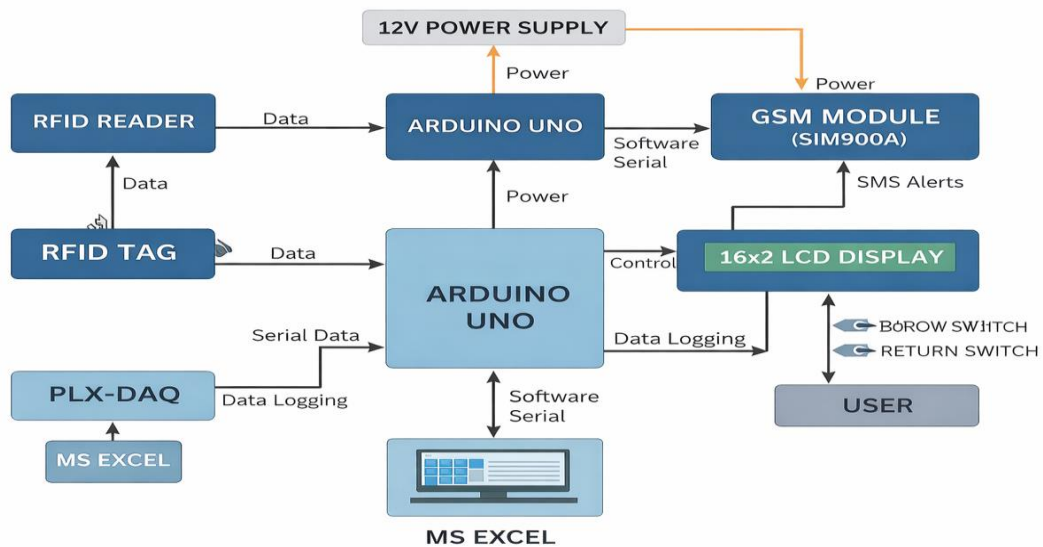 12V POWER SUPPLY
Power
Power
RFID READER
Data
ARDUINO UNO
Software
Serial
GSM MODULE
(SIM900A)
Data
Power
SMS Alerts
RFID TAG
Data
ARDUINO
UNO
Control
16x2 LCD DISPLAY
Serial Data
Data Logging
RETURN SWITCH
PLX-DAQ
Data Logging
Software
Serial
USER
MS EXCEL
MS EXCEL